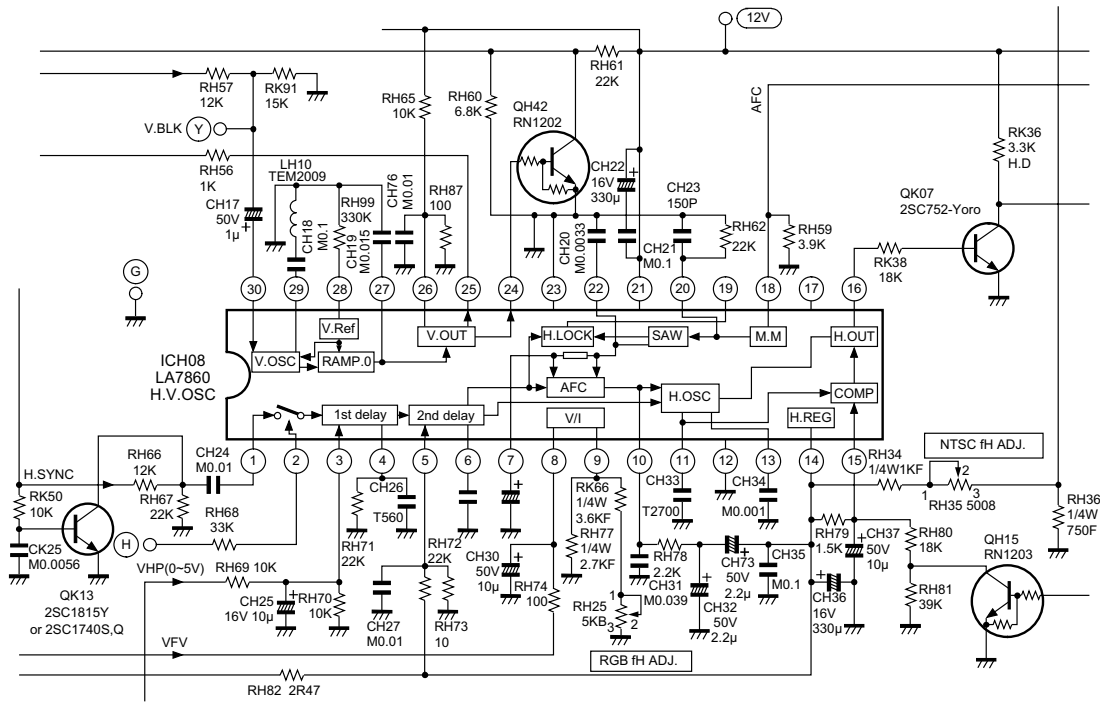 12V
RH57
12K
RK91
15K
V.BLK
Y
RH56
1K
CH17
50V
1µ
LH10
TEM2009
CH18
M0.1
RH99
330K
CH19
M0.015
CH76
M0.01
RH65
10K
RH87
100
RH60
6.8K
QH42
RN1202
RH61
22K
CH22
16V
330µ
CH20
M0.0033
CH21
M0.1
CH23
150P
RH62
22K
AFC
RH59
3.9K
RK36
3.3K
H.D
QK07
2SC752-Yoro
RK38
18K
G
30
29
28
27
26
25
24
23
22
21
20
19
18
17
16
ICH08
LA7860
H.V.OSC
V.Ref
V.OSC
RAMP.0
V.OUT
H.LOCK
SAW
M.M
H.OUT
AFC
H.OSC
COMP
1st delay
2nd delay
V/I
H.REG
1
2
3
4
5
6
7
8
9
10
11
12
13
14
15
H.SYNC
RH66
12K
CH24
M0.01
RK50
10K
RH67
22K
RH68
33K
H
CK25
M0.0056
QK13
2SC1815Y
or 2SC1740S,Q
VHP(0~5V)
RH69 10K
CH25
16V 10µ
RH70
10K
RH71
22K
CH26
T560
CH27
M0.01
RH72
22K
RH73
10
CH30
50V
10µ
RH74
100
RK66
1/4W
3.6KF
RH77
1/4W
2.7KF
RH25
5KB
1
2
3
RGB fH ADJ.
RH78
2.2K
CH31
M0.039
CH32
50V
2.2µ
CH33
T2700
CH34
M0.001
CH73
50V
2.2µ
CH35
M0.1
RH34
1/4W1KF
NTSC fH ADJ.
1
2
3
RH35 5008
RH36
1/4W
750F
RH79
1.5K
CH37
50V
10µ
CH36
16V
330µ
RH80
18K
RH81
39K
QH15
RN1203
VFV
RH82 2R47